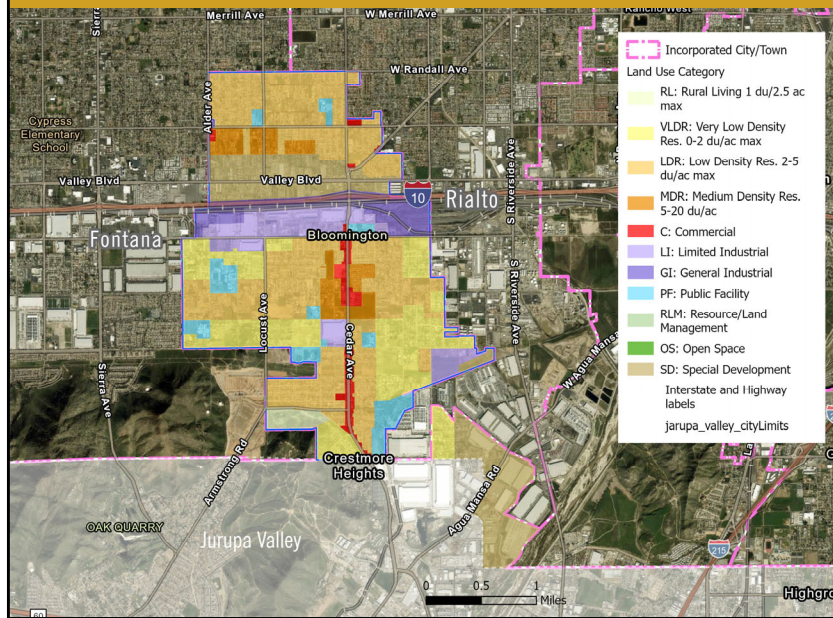 Merrill Ave
W Merrill Ave
Rancho West
Sierra
W Randall Ave
Alder Ave
Cypress
Elementary
School
S Riverside Ave
Valley Blvd
Valley Blvd
10
Rialto
Fontana
Bloomington
S Riverside Ave
Locust Ave
Cedar Ave
Sierra Ave
W Agua Mansa
Armstrong Rd
Crestmore
Heights
Agua Mansa Rd
OAK QUARRY
Jurupa Valley
215
0 0.5 1
Miles
60
Incorporated City/Town
Land Use Category
RL: Rural Living 1 du/2.5 ac
max
VLDR: Very Low Density
Res. 0-2 du/ac max
LDR: Low Density Res. 2-5
du/ac max
MDR: Medium Density Res.
5-20 du/ac
C: Commercial
LI: Limited Industrial
GI: General Industrial
PF: Public Facility
RLM: Resource/Land
Management
OS: Open Space
SD: Special Development
Interstate and Highway
labels
jarupa_valley_cityLimits
La
Highgro